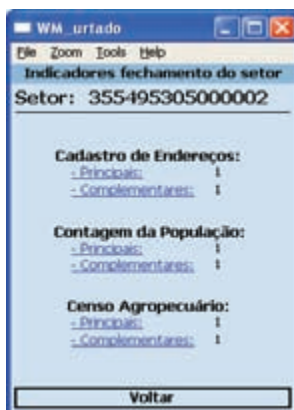 WM_urtado
File Zoom Tools Help
Indicadores fechamento do setor
Setor: 355495305000002
Cadastro de Endereços:
- Principais: 1
- Complementares: 1
Contagem da População:
- Principais: 1
- Complementares: 1
Censo Agropecuário:
- Principais: 1
- Complementares: 1
Voltar